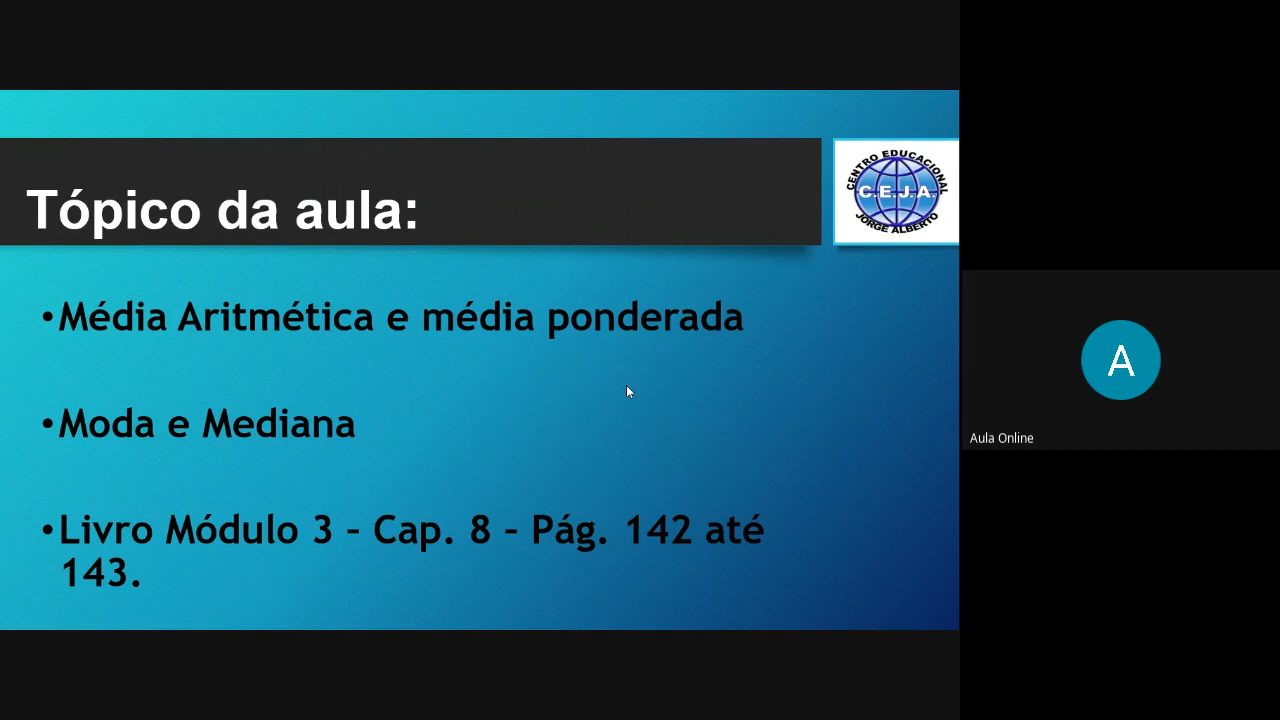 Tópico da aula:
CENTRO EDUCACIONAL
C.E.J.A.
JORGE ALBERTO
•Média Aritmética e média ponderada
•Moda e Mediana
•Livro Módulo 3 – Cap. 8 – Pág. 142 até
143.
A
Aula Online